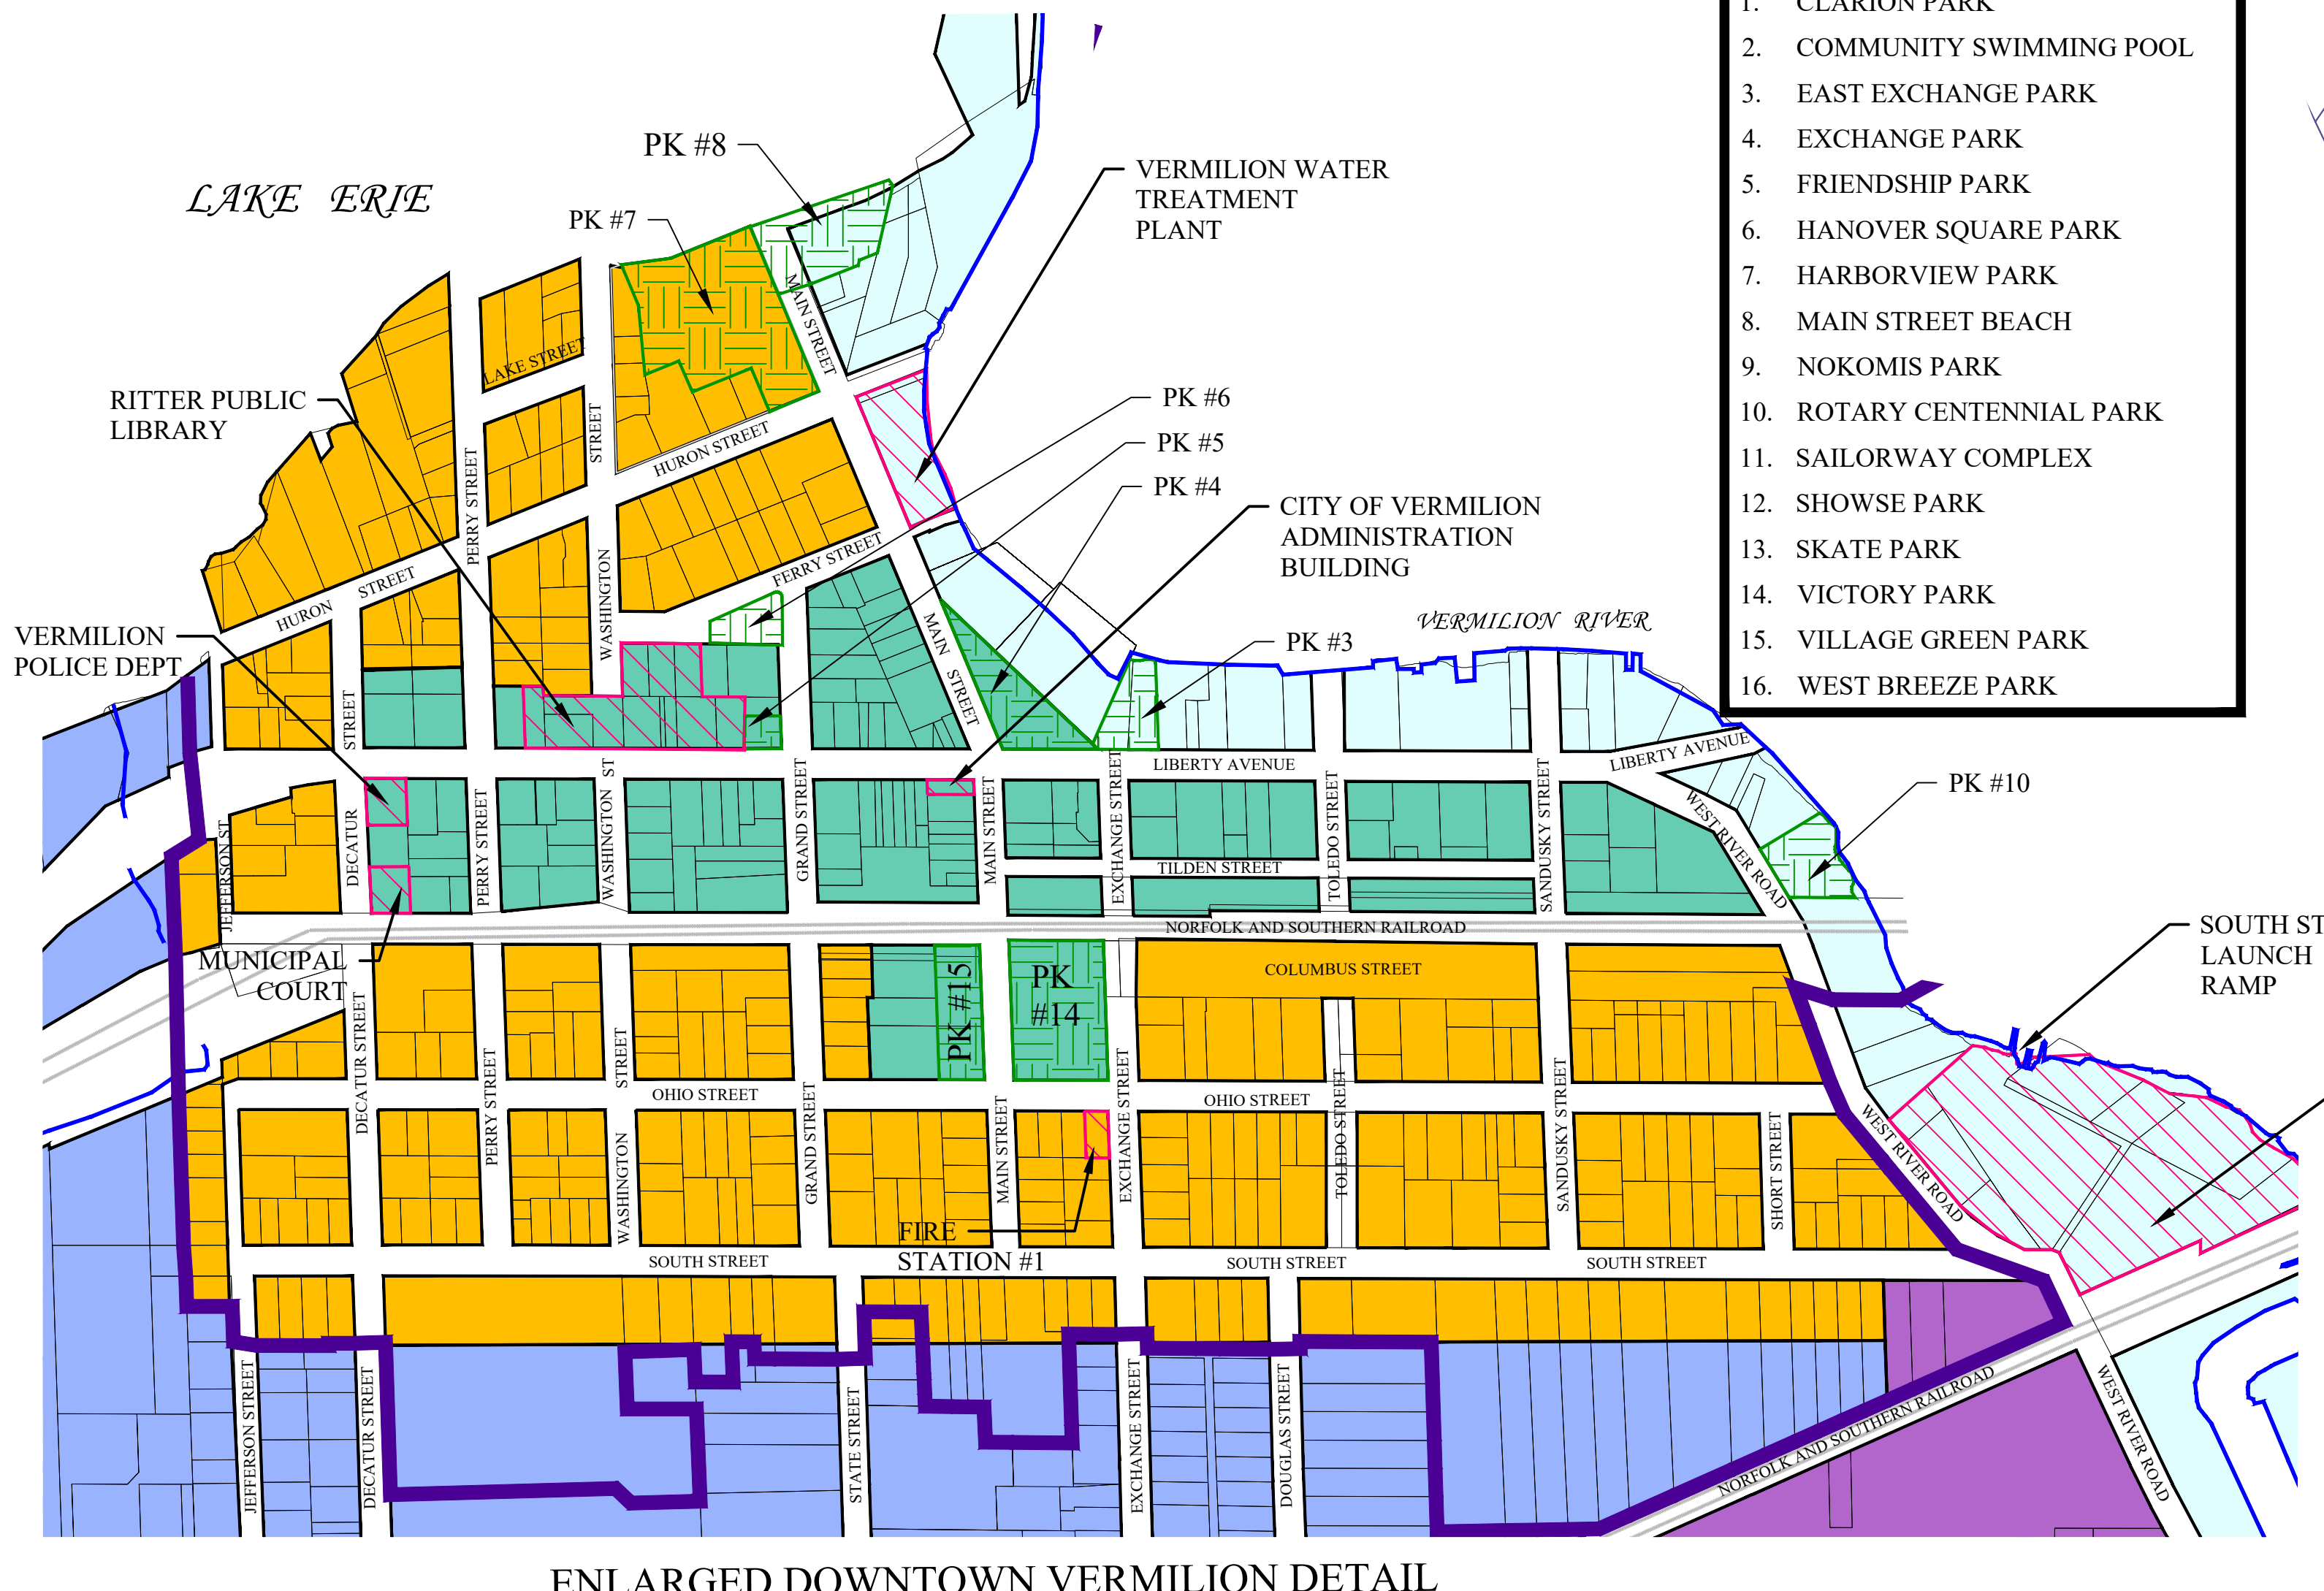 1. CLARION PARK
2. COMMUNITY SWIMMING POOL
3. EAST EXCHANGE PARK
4. EXCHANGE PARK
5. FRIENDSHIP PARK
6. HANOVER SQUARE PARK
7. HARBORVIEW PARK
8. MAIN STREET BEACH
9. NOKOMIS PARK
10. ROTARY CENTENNIAL PARK
11. SAILORWAY COMPLEX
12. SHOWSE PARK
13. SKATE PARK
14. VICTORY PARK
15. VILLAGE GREEN PARK
16. WEST BREEZE PARK
LAKE ERIE
PK #8
PK #7
VERMILION WATER
TREATMENT
PLANT
MAIN STREET
LAKE STREET
RITTER PUBLIC
LIBRARY
PK #6
PK #5
PK #4
STREET
HURON STREET
PERRY STREET
CITY OF VERMILION
ADMINISTRATION
BUILDING
FERRY STREET
WASHINGTON
HURON STREET
VERMILION
POLICE DEPT
VERMILION RIVER
PK #3
MAIN STREET
STREET
LIBERTY AVENUE
LIBERTY AVENUE
PK #10
JEFFERSON ST
DECATUR
PERRY STREET
WASHINGTON ST
GRAND STREET
MAIN STREET
EXCHANGE STREET
TOLEDO STREET
SANDUSKY STREET
WEST RIVER ROAD
TILDEN STREET
NORFOLK AND SOUTHERN RAILROAD
SOUTH ST
LAUNCH
RAMP
MUNICIPAL
COURT
PK #15
PK
#14
COLUMBUS STREET
DECATUR STREET
PERRY STREET
STREET
WASHINGTON
OHIO STREET
OHIO STREET
GRAND STREET
MAIN STREET
EXCHANGE STREET
TOLEDO STREET
SANDUSKY STREET
SHORT STREET
WEST RIVER ROAD
FIRE
STATION #1
SOUTH STREET
SOUTH STREET
SOUTH STREET
JEFFERSON STREET
DECATUR STREET
STATE STREET
EXCHANGE STREET
DOUGLAS STREET
NORFOLK AND SOUTHERN RAILROAD
WEST RIVER ROAD
ENLARGED DOWNTOWN VERMILION DETAIL